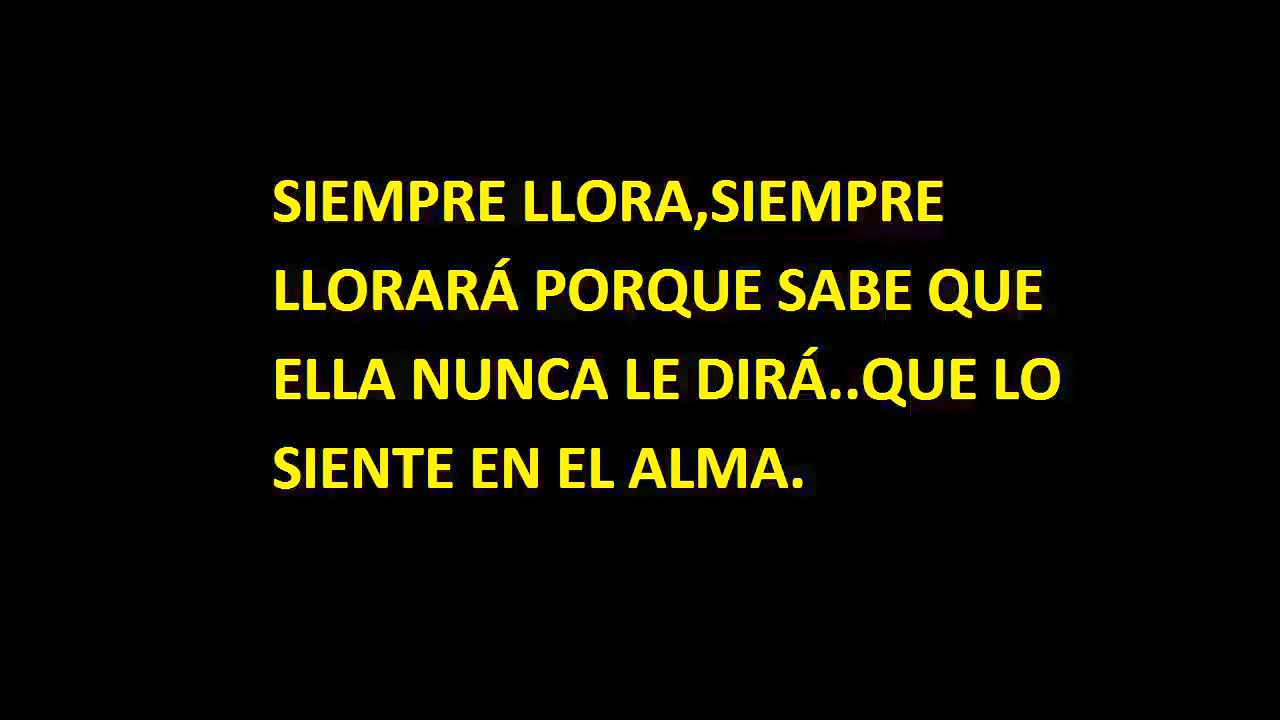 SIEMPRE LLORA,SIEMPRE
LLORARÁ PORQUE SABE QUE
ELLA NUNCA LE DIRÁ..QUE LO
SIENTE EN EL ALMA.